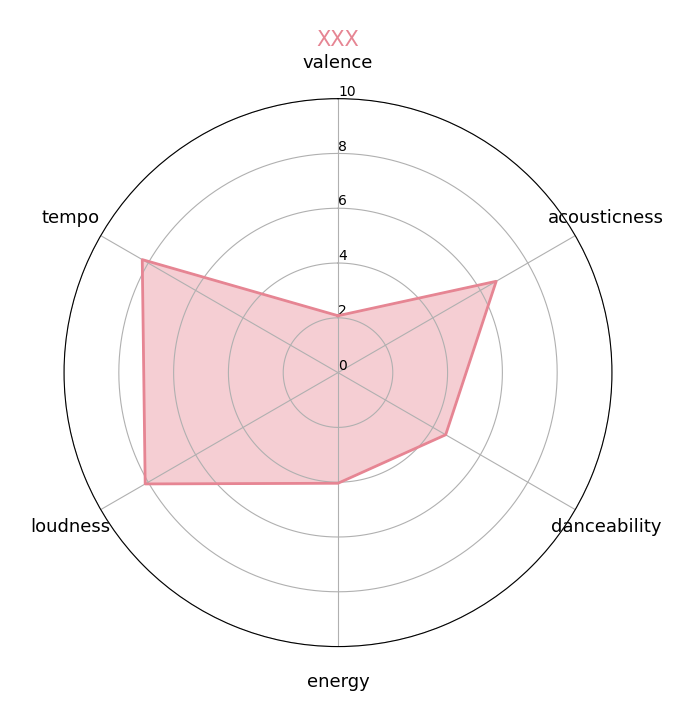 XXX
valence
10
8
6
4
2
0
tempo
acousticness
loudness
danceability
energy